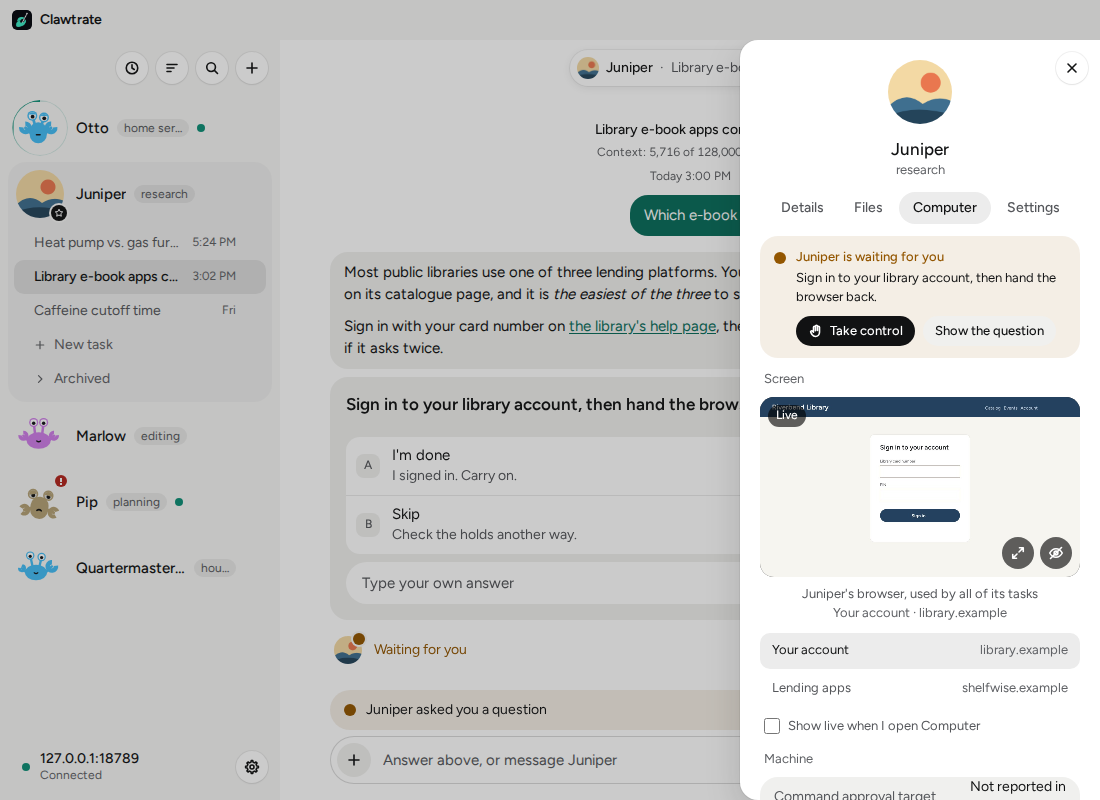 Clawtrate
Otto home ser...
Juniper research
Heat pump vs. gas fur... 5:24 PM
Library e-book apps c... 3:02 PM
Caffeine cutoff time Fri
New task
Archived
Marlow editing
Pip planning
Quartermaster... hou...
127.0.0.1:18789
Connected
Juniper · Library e-bo
Library e-book apps co
Context: 5,716 of 128,000
Today 3:00 PM
Which e-book
Most public libraries use one of three lending platforms. You
on its catalogue page, and it is the easiest of the three to s
Sign in with your card number on the library's help page, the
if it asks twice.
Sign in to your library account, then hand the brow
A I'm done
I signed in. Carry on.
B Skip
Check the holds another way.
Type your own answer
Waiting for you
Juniper asked you a question
Answer above, or message Juniper
Juniper
research
Details Files Computer Settings
Juniper is waiting for you
Sign in to your library account, then hand the
browser back.
Take control Show the question
Screen
Library
Catalog Events Account
Live
Sign in to your account
Library card number
PIN
Sign in
Juniper's browser, used by all of its tasks
Your account · library.example
Your account library.example
Lending apps shelfwise.example
Show live when I open Computer
Machine
Command approval target Not reported in